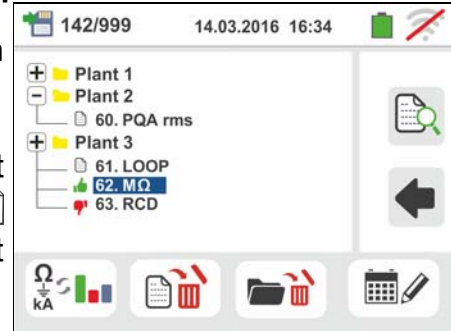 142/999 14.03.2016 16:34
Plant 1
Plant 2
60. PQA rms
Plant 3
61. LOOP
62. MΩ
63. RCD
Ω
kA